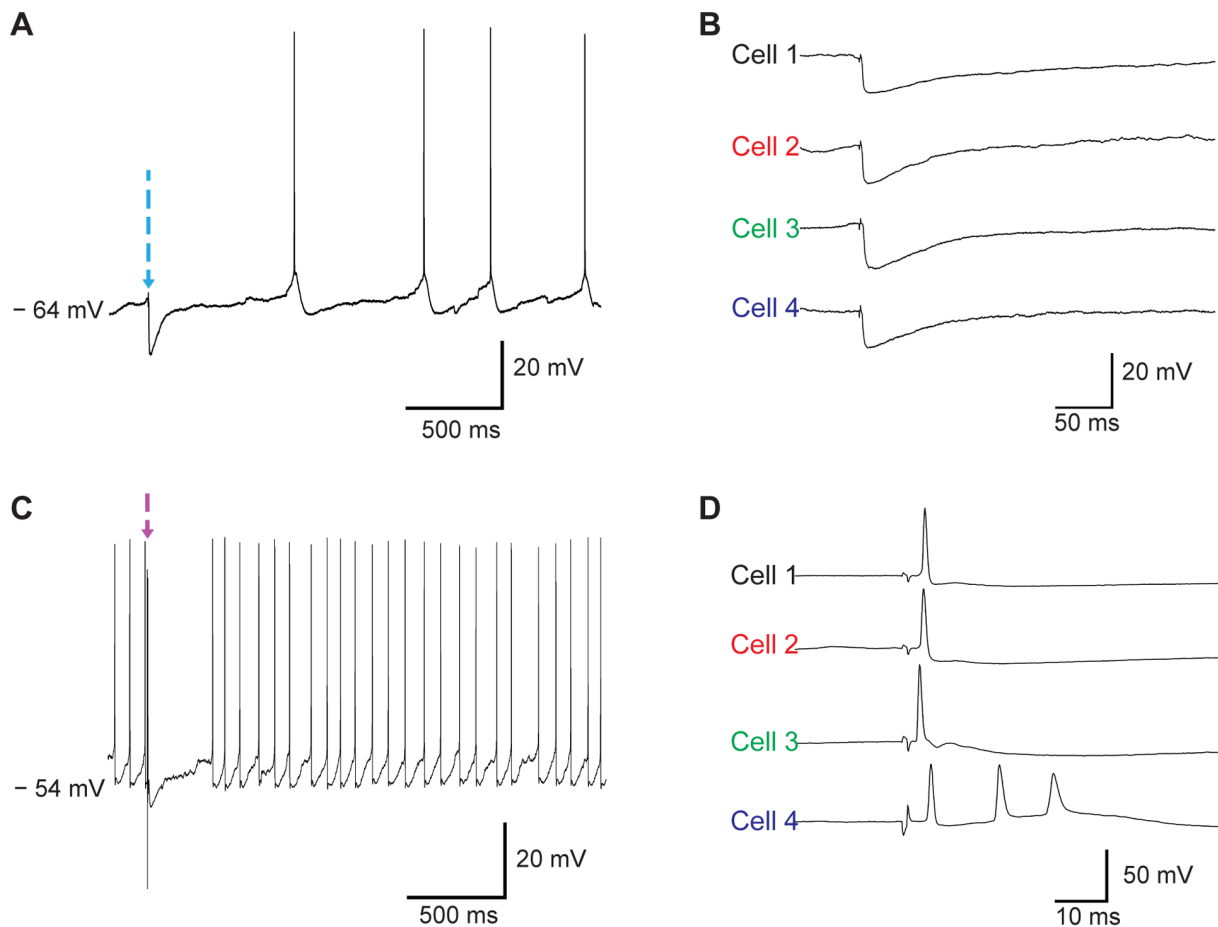 A
− 64 mV
20 mV
500 ms
B
Cell 1
Cell 2
Cell 3
Cell 4
20 mV
50 ms
C
− 54 mV
20 mV
500 ms
D
Cell 1
Cell 2
Cell 3
Cell 4
50 mV
10 ms